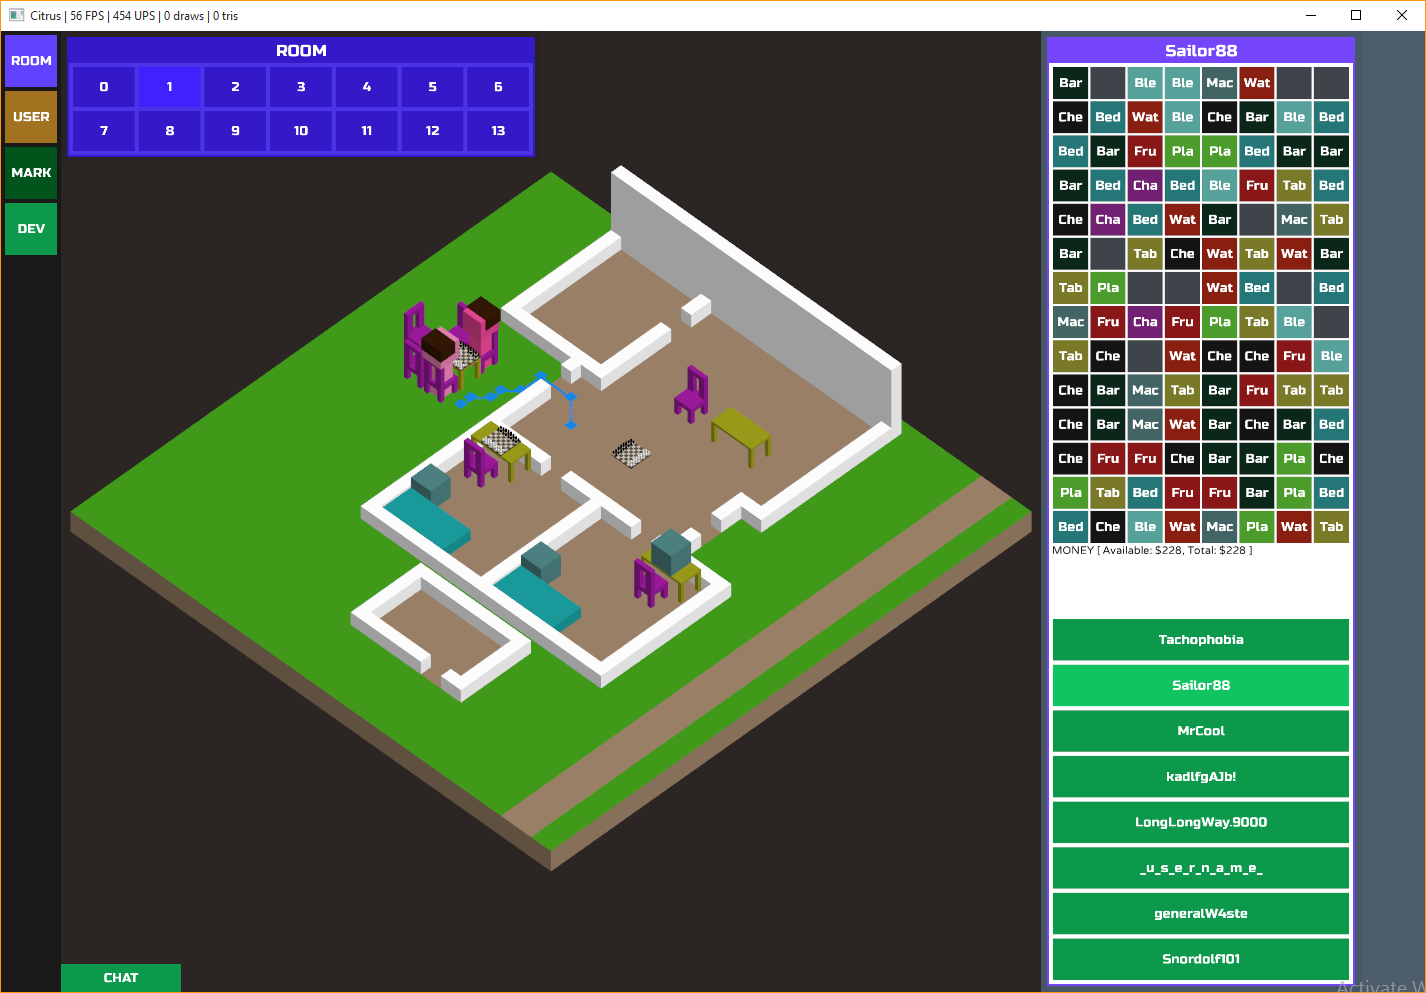 Citrus | 56 FPS | 454 UPS | 0 draws | 0 tris
ROOM
USER
MARK
DEV
ROOM
0 1 2 3 4 5 6
7 8 9 10 11 12 13
CHAT
Sailor88
Bar Ble Ble Mac Wat
Che Bed Wat Ble Che Bar Ble Bed
Bed Bar Fru Pla Pla Bed Bar Bar
Bar Bed Cha Bed Ble Fru Tab Bed
Che Cha Bed Wat Bar Mac Tab
Bar Tab Che Wat Tab Wat Bar
Tab Pla Wat Bed Bed
Mac Fru Cha Fru Pla Tab Ble
Tab Che Wat Che Che Fru Ble
Che Bar Mac Tab Bar Fru Tab Tab
Che Bar Mac Wat Bar Che Bar Bed
Che Fru Fru Che Bar Bar Pla Che
Pla Tab Bed Fru Fru Bar Pla Bed
Bed Che Ble Wat Mac Pla Wat Tab
MONEY [ Available: $228, Total: $228 ]
Tachophobia
Sailor88
MrCool
kadlfgAJb!
LongLongWay.9000
_u_s_e_r_n_a_m_e_
generalW4ste
Snordolf101
Activate W